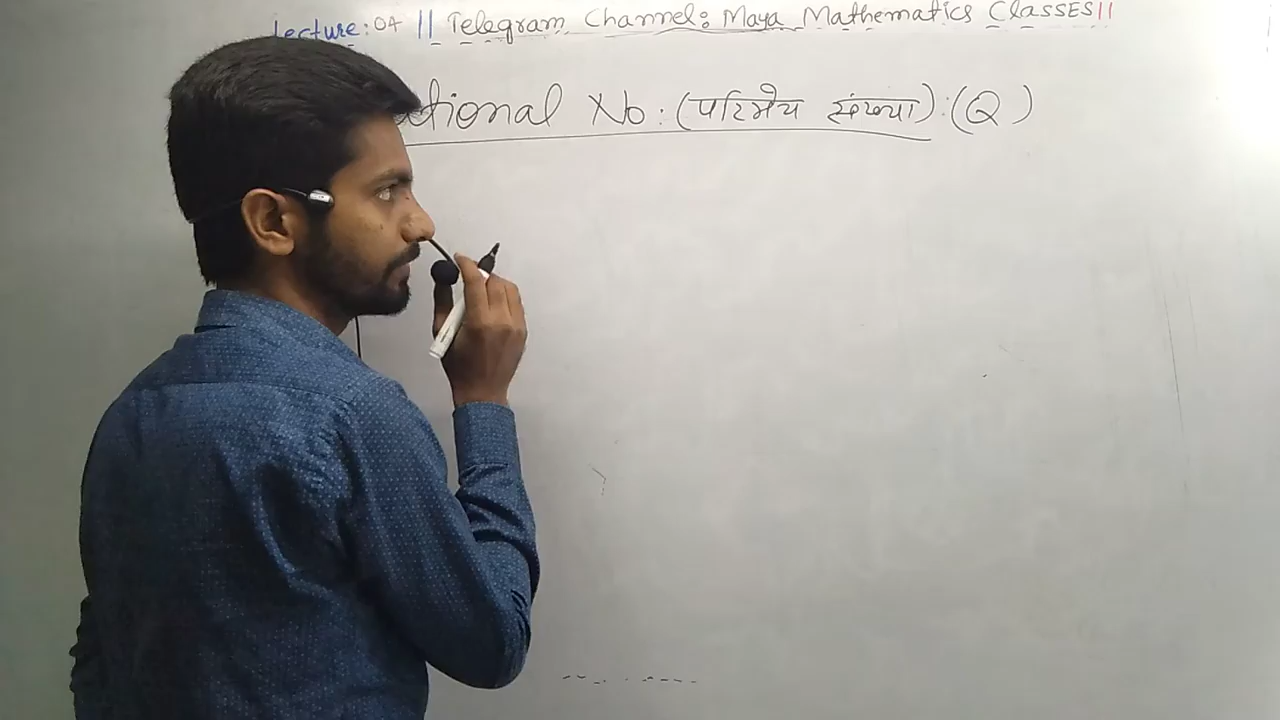 Lecture: 04 || Telegram Channel: Maya Mathematics Classes ||
tional No: (परिमेय संख्या): (Q)